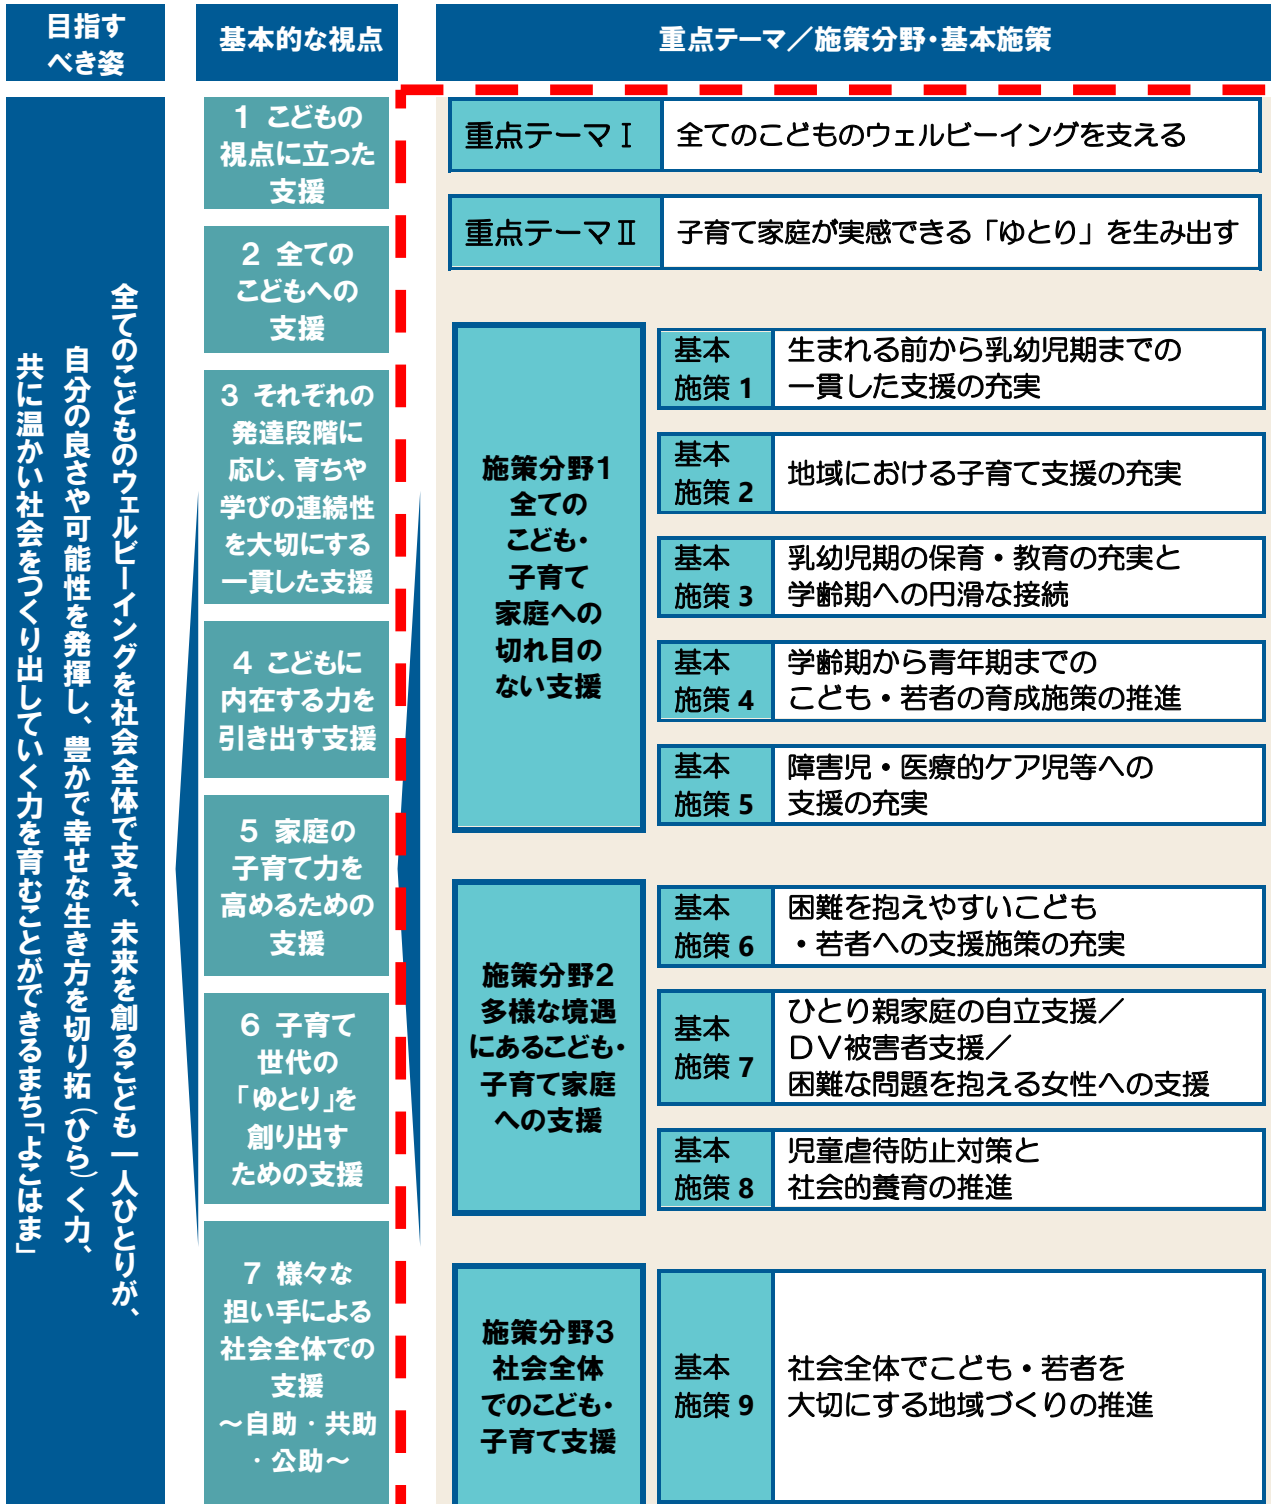 目指す
べき姿
基本的な視点
重点テーマ／施策分野・基本施策
全てのこどものウェルビーイングを社会全体で支え、未来を創るこども一人ひとりが、
自分の良さや可能性を発揮し、豊かで幸せな生き方を切り拓（ひら）く力、
共に温かい社会をつくり出していく力を育むことができるまち「よこはま」
1 こどもの
視点に立った
支援
2 全ての
こどもへの
支援
3 それぞれの
発達段階に
応じ、育ちや
学びの連続性
を大切にする
一貫した支援
4 こどもに
内在する力を
引き出す支援
5 家庭の
子育て力を
高めるための
支援
6 子育て
世代の
「ゆとり」を
創り出す
ための支援
7 様々な
担い手による
社会全体での
支援
～自助・共助
・公助～
重点テーマⅠ
全てのこどものウェルビーイングを支える
重点テーマⅡ
子育て家庭が実感できる「ゆとり」を生み出す
施策分野1
全ての
こども・
子育て
家庭への
切れ目の
ない支援
基本
施策 1
生まれる前から乳幼児期までの
一貫した支援の充実
基本
施策 2
地域における子育て支援の充実
基本
施策 3
乳幼児期の保育・教育の充実と
学齢期への円滑な接続
基本
施策 4
学齢期から青年期までの
こども・若者の育成施策の推進
基本
施策 5
障害児・医療的ケア児等への
支援の充実
施策分野2
多様な境遇
にあるこども・
子育て家庭
への支援
基本
施策 6
困難を抱えやすいこども
・若者への支援施策の充実
基本
施策 7
ひとり親家庭の自立支援／
ＤＶ被害者支援／
困難な問題を抱える女性への支援
基本
施策 8
児童虐待防止対策と
社会的養育の推進
施策分野3
社会全体
でのこども・
子育て支援
基本
施策 9
社会全体でこども・若者を
大切にする地域づくりの推進